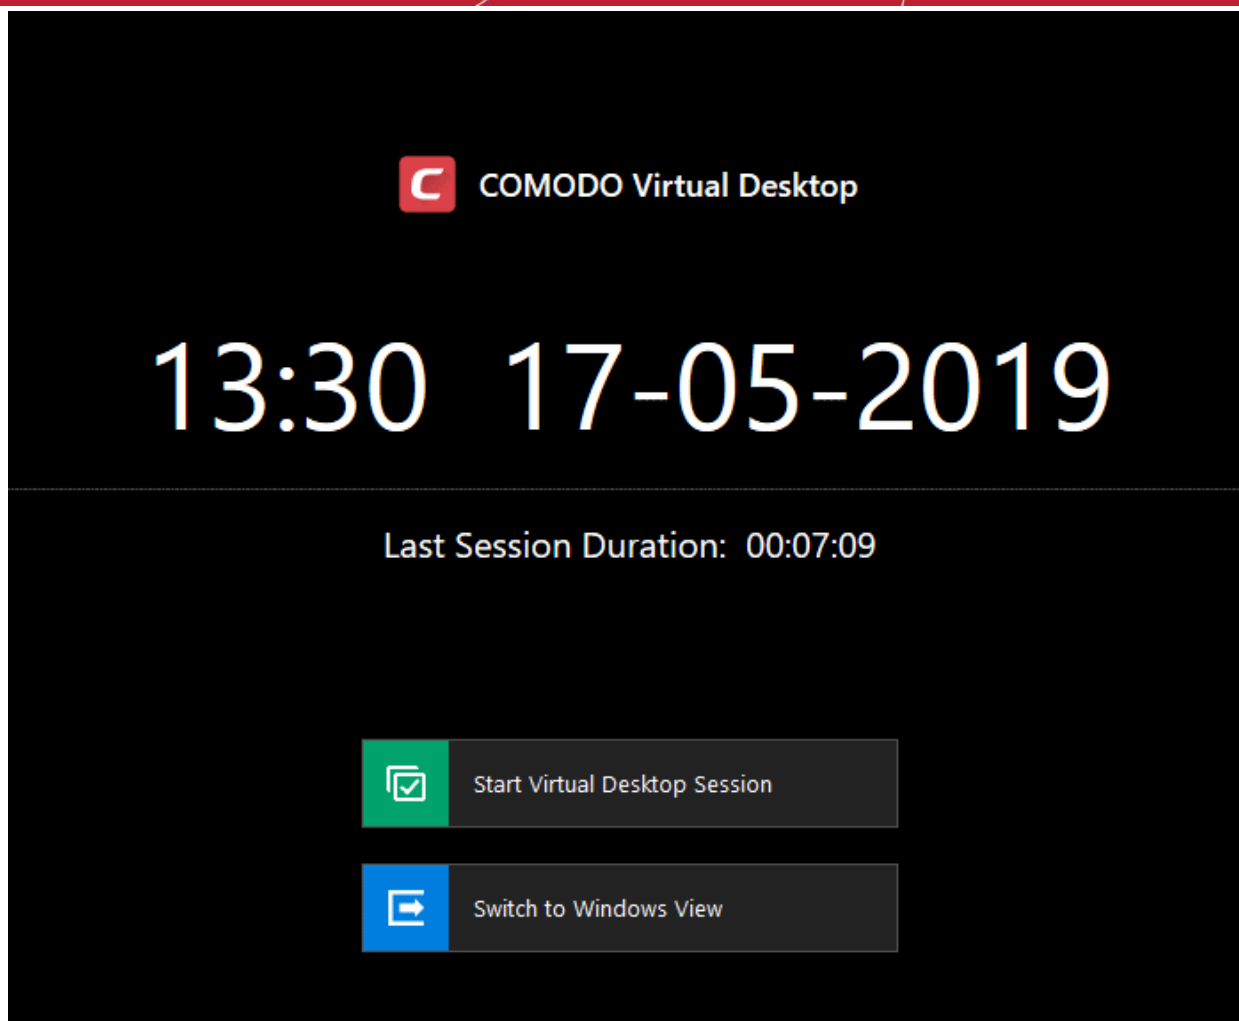 COMODO Virtual Desktop
13:30 17-05-2019
Last Session Duration: 00:07:09
Start Virtual Desktop Session
Switch to Windows View